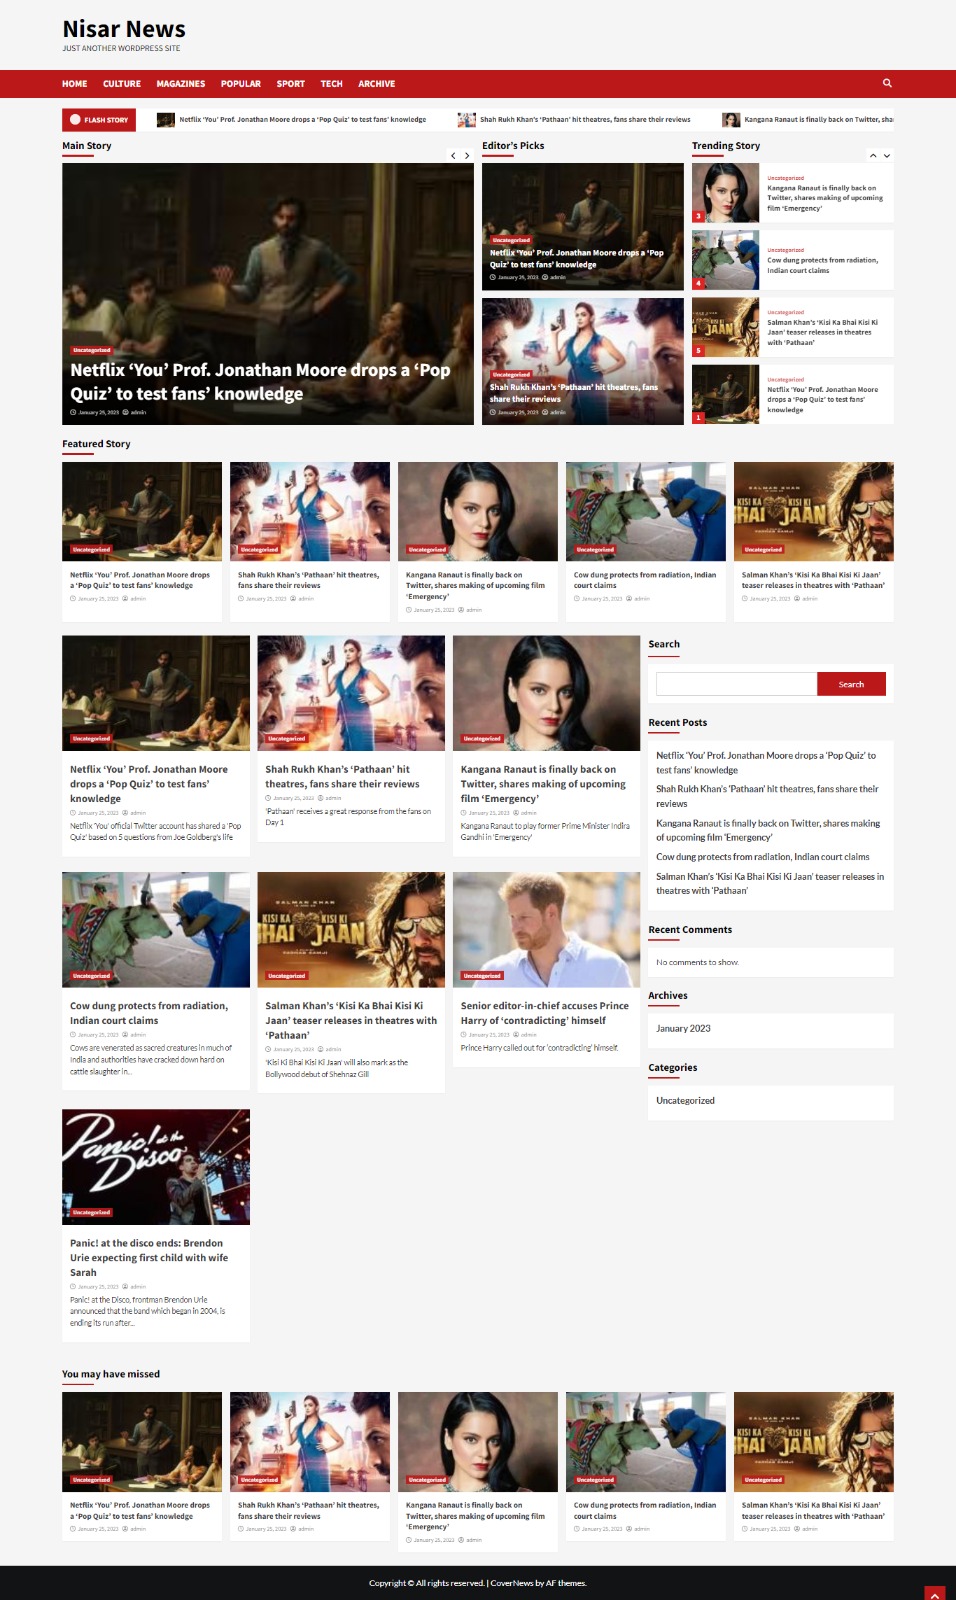 Nisar News
JUST ANOTHER WORDPRESS SITE
HOME CULTURE MAGAZINES POPULAR SPORT TECH ARCHIVE
FLASH STORY
Netflix ‘You’ Prof. Jonathan Moore drops a ‘Pop Quiz’ to test fans’ knowledge
Shah Rukh Khan’s ‘Pathaan’ hit theatres, fans share their reviews
Kangana Ranaut is finally back on Twitter, sha
Main Story
Uncategorized
Netflix ‘You’ Prof. Jonathan Moore drops a ‘Pop
Quiz’ to test fans’ knowledge
January 25, 2023 admin
Editor’s Picks
Uncategorized
Netflix ‘You’ Prof. Jonathan Moore drops a ‘Pop
Quiz’ to test fans’ knowledge
January 25, 2023 admin
Uncategorized
Shah Rukh Khan’s ‘Pathaan’ hit theatres, fans
share their reviews
January 25, 2023 admin
Trending Story
3
Uncategorized
Kangana Ranaut is finally back on
Twitter, shares making of upcoming
film ‘Emergency’
4
Uncategorized
Cow dung protects from radiation,
Indian court claims
KISI KI
JAAN
5
Uncategorized
Salman Khan’s ‘Kisi Ka Bhai Kisi Ki
Jaan’ teaser releases in theatres
with ‘Pathaan’
1
Uncategorized
Netflix ‘You’ Prof. Jonathan Moore
drops a ‘Pop Quiz’ to test fans’
knowledge
Featured Story
Uncategorized
Netflix ‘You’ Prof. Jonathan Moore drops
a ‘Pop Quiz’ to test fans’ knowledge
January 25, 2023 admin
Uncategorized
Shah Rukh Khan’s ‘Pathaan’ hit theatres,
fans share their reviews
January 25, 2023 admin
Uncategorized
Kangana Ranaut is finally back on
Twitter, shares making of upcoming film
‘Emergency’
January 25, 2023 admin
Uncategorized
Cow dung protects from radiation, Indian
court claims
January 25, 2023 admin
SALMAN KHAN
KISI KA KISI KI
BHAI JAAN
Uncategorized
Salman Khan’s ‘Kisi Ka Bhai Kisi Ki Jaan’
teaser releases in theatres with ‘Pathaan’
January 25, 2023 admin
Uncategorized
Netflix ‘You’ Prof. Jonathan Moore
drops a ‘Pop Quiz’ to test fans’
knowledge
January 25, 2023 admin
Netflix 'You' official Twitter account has shared a 'Pop
Quiz' based on 5 questions from Joe Goldberg's life
Uncategorized
Shah Rukh Khan’s ‘Pathaan’ hit
theatres, fans share their reviews
January 25, 2023 admin
'Pathaan' receives a great response from the fans on
Day 1
Uncategorized
Kangana Ranaut is finally back on
Twitter, shares making of upcoming
film ‘Emergency’
January 25, 2023 admin
Kangana Ranaut to play former Prime Minister Indira
Gandhi in 'Emergency'
Uncategorized
Cow dung protects from radiation,
Indian court claims
January 25, 2023 admin
Cows are venerated as sacred creatures in much of
India and authorities have cracked down hard on
cattle slaughter in...
SALMAN KHAN
KISI KA KISI KI
BHAI JAAN
Uncategorized
Salman Khan’s ‘Kisi Ka Bhai Kisi Ki
Jaan’ teaser releases in theatres with
‘Pathaan’
January 25, 2023 admin
'Kisi Ki Bhai Kisi Ki Jaan' will also mark as the
Bollywood debut of Shehnaz Gill
Uncategorized
Senior editor-in-chief accuses Prince
Harry of ‘contradicting’ himself
January 25, 2023 admin
Prince Harry called out for 'contradicting' himself.
Panic! at the
Disco
Uncategorized
Panic! at the disco ends: Brendon
Urie expecting first child with wife
Sarah
January 25, 2023 admin
Panic! at the Disco, frontman Brendon Urie
announced that the band which began in 2004, is
ending its run after...
Search
Search
Recent Posts
Netflix ‘You’ Prof. Jonathan Moore drops a ‘Pop Quiz’ to
test fans’ knowledge
Shah Rukh Khan’s ‘Pathaan’ hit theatres, fans share their
reviews
Kangana Ranaut is finally back on Twitter, shares making
of upcoming film ‘Emergency’
Cow dung protects from radiation, Indian court claims
Salman Khan’s ‘Kisi Ka Bhai Kisi Ki Jaan’ teaser releases in
theatres with ‘Pathaan’
Recent Comments
No comments to show.
Archives
January 2023
Categories
Uncategorized
You may have missed
Uncategorized
Netflix ‘You’ Prof. Jonathan Moore drops
a ‘Pop Quiz’ to test fans’ knowledge
January 25, 2023 admin
Uncategorized
Shah Rukh Khan’s ‘Pathaan’ hit theatres,
fans share their reviews
January 25, 2023 admin
Uncategorized
Kangana Ranaut is finally back on
Twitter, shares making of upcoming film
‘Emergency’
January 25, 2023 admin
Uncategorized
Cow dung protects from radiation, Indian
court claims
January 25, 2023 admin
SALMAN KHAN
KISI KA KISI KI
BHAI JAAN
Uncategorized
Salman Khan’s ‘Kisi Ka Bhai Kisi Ki Jaan’
teaser releases in theatres with ‘Pathaan’
January 25, 2023 admin
Copyright © All rights reserved. | CoverNews by AF themes.